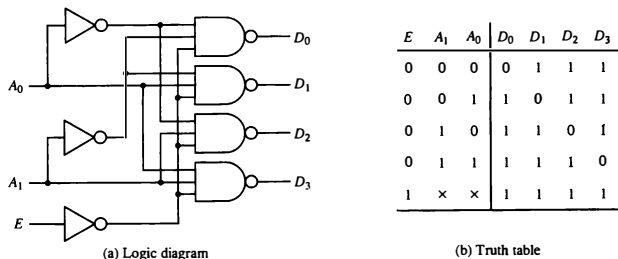 A0
A1
E
D0
D1
D2
D3
(a) Logic diagram
E A1 A0 D0 D1 D2 D3
0 0 0 0 1 1 1
0 0 1 1 0 1 1
0 1 0 1 1 0 1
0 1 1 1 1 1 0
1 × × 1 1 1 1
(b) Truth table